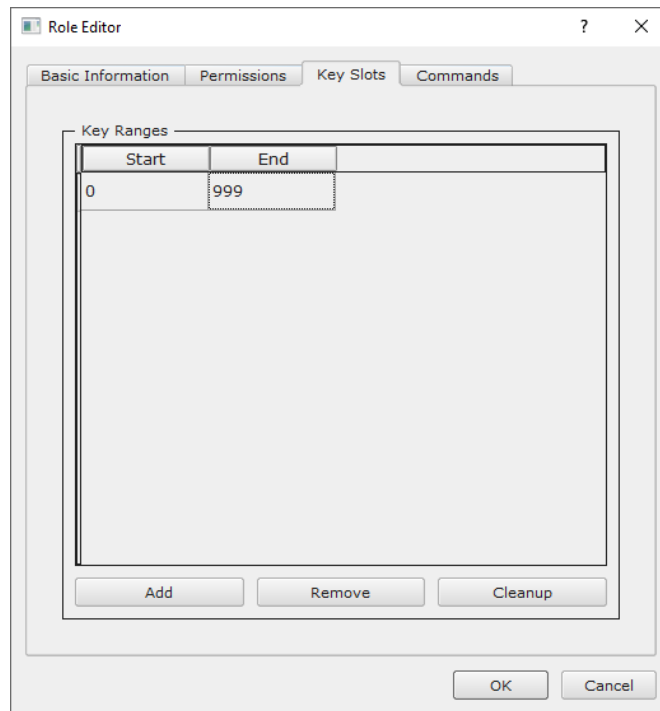 Role Editor ?
Basic Information Permissions Key Slots Commands
Key Ranges
Start End
0 999
Add Remove Cleanup
OK Cancel